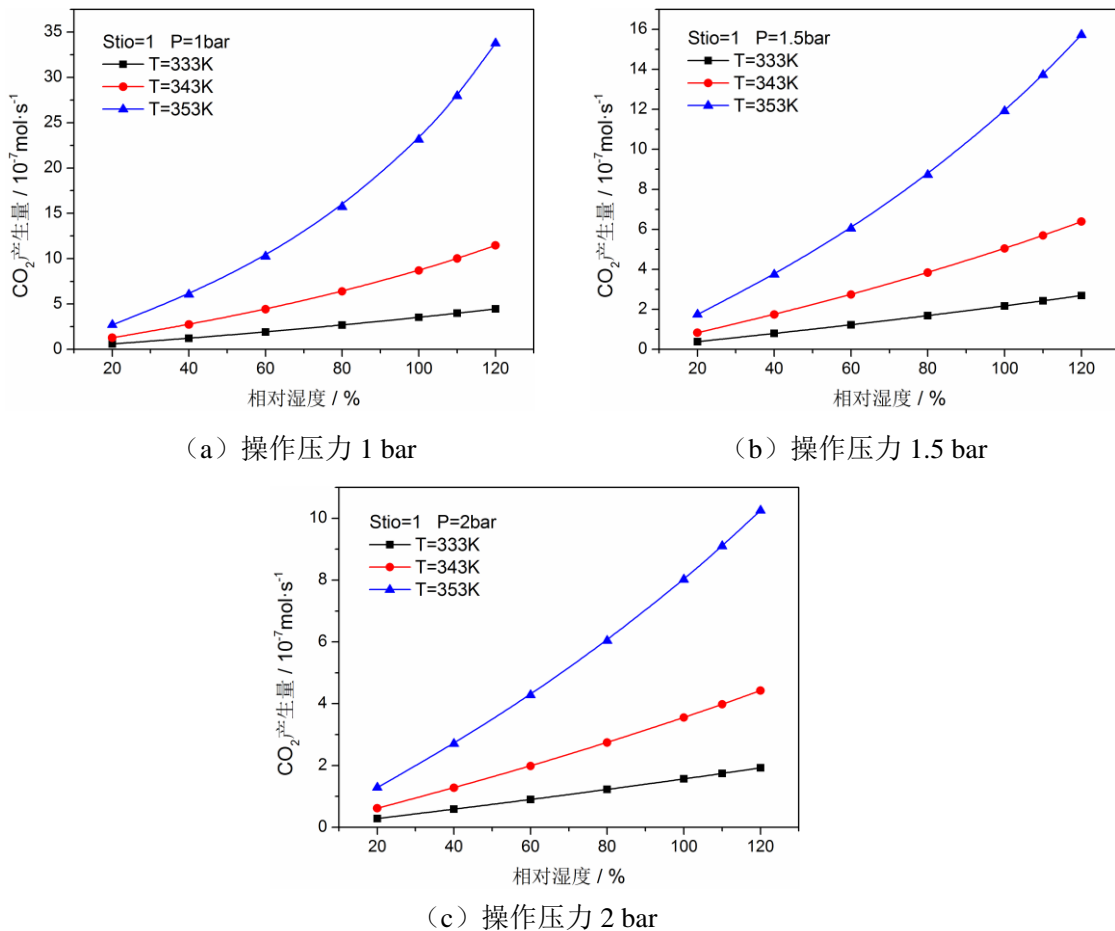 Stio=1 P=1bar
T=333K
T=343K
T=353K
35
30
25
20
15
10
5
0
CO₂产生量 / 10⁻⁷mol·s⁻¹
20 40 60 80 100 120
相对湿度 / %
（a）操作压力 1 bar
Stio=1 P=1.5bar
T=333K
T=343K
T=353K
16
14
12
10
8
6
4
2
0
CO₂产生量 / 10⁻⁷mol·s⁻¹
20 40 60 80 100 120
相对湿度 / %
（b）操作压力 1.5 bar
Stio=1 P=2bar
T=333K
T=343K
T=353K
10
8
6
4
2
0
CO₂产生量 / 10⁻⁷mol·s⁻¹
20 40 60 80 100 120
相对湿度 / %
（c）操作压力 2 bar